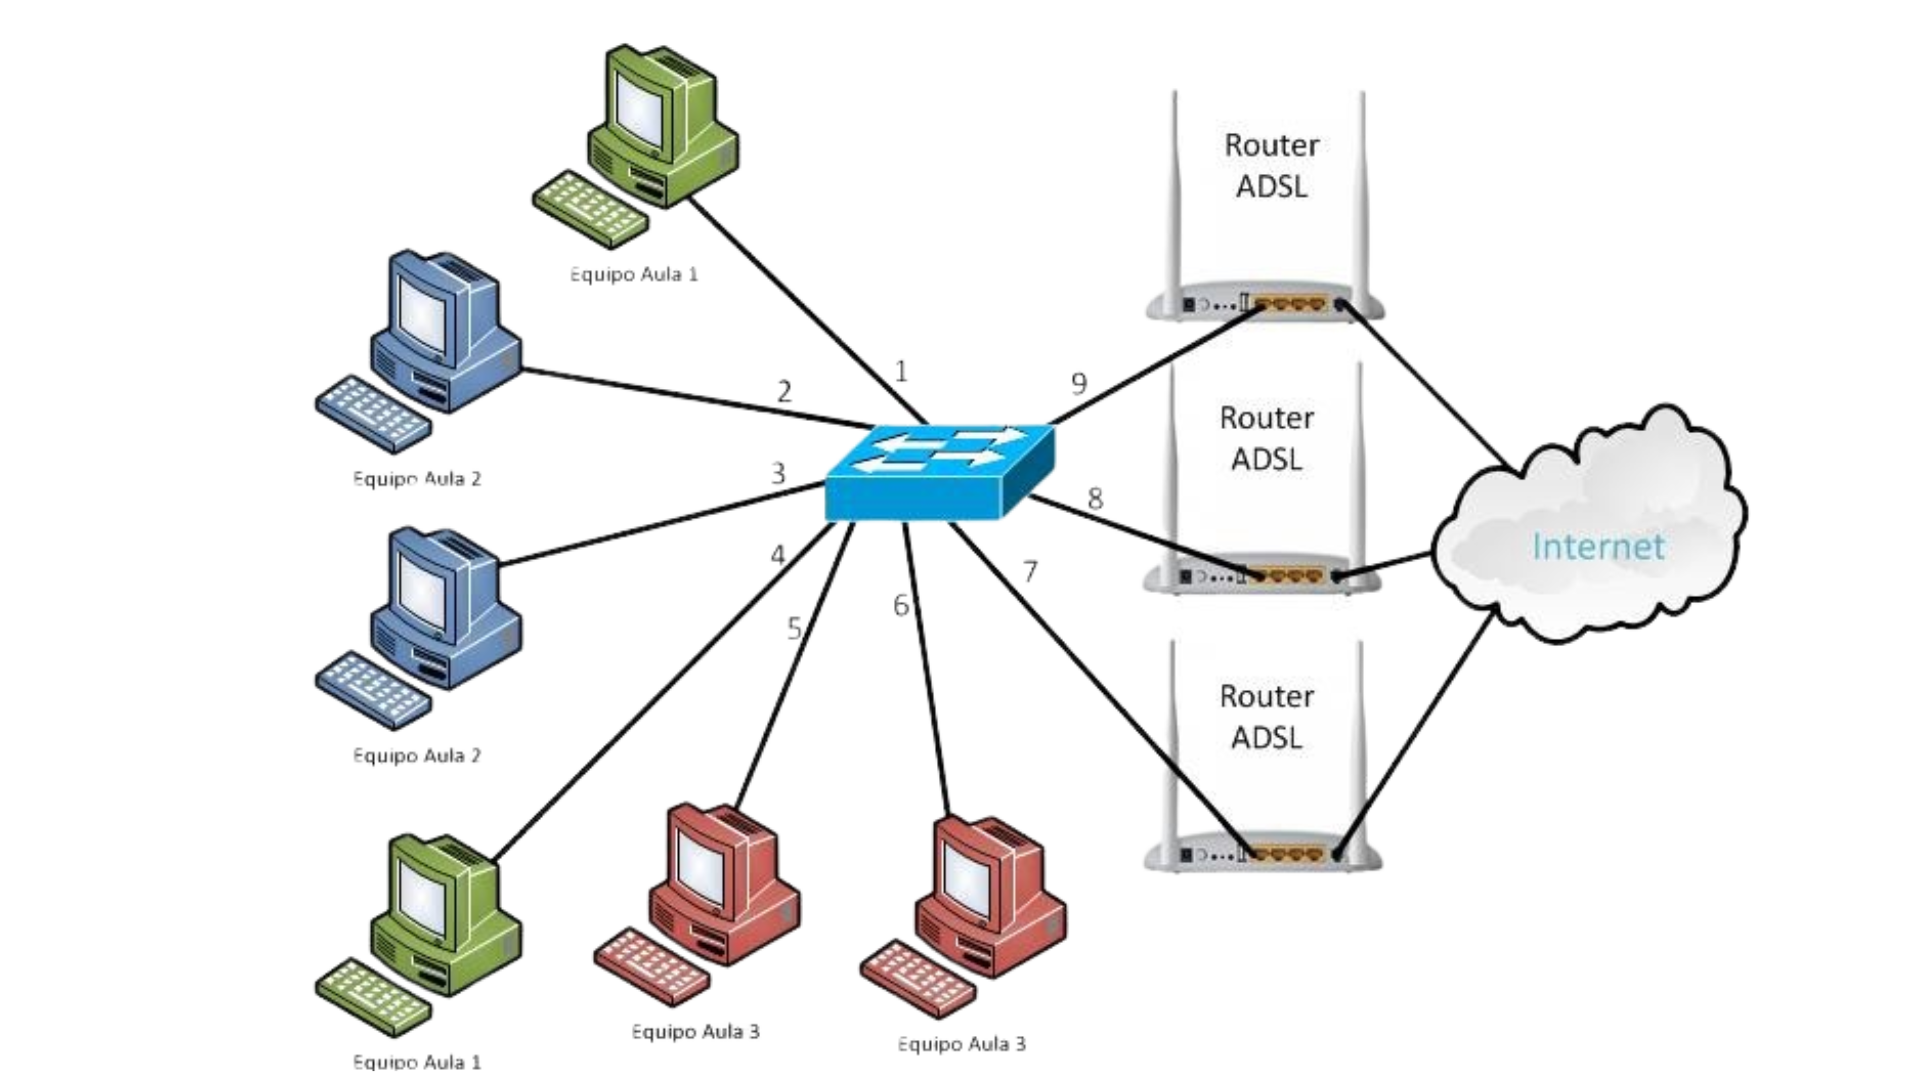 Equipo Aula 1
Router
ADSL
Equipo Aula 2
1
2
9
Router
ADSL
3
8
4
7
5
6
Internet
Equipo Aula 2
Router
ADSL
Equipo Aula 1
Equipo Aula 3
Equipo Aula 3